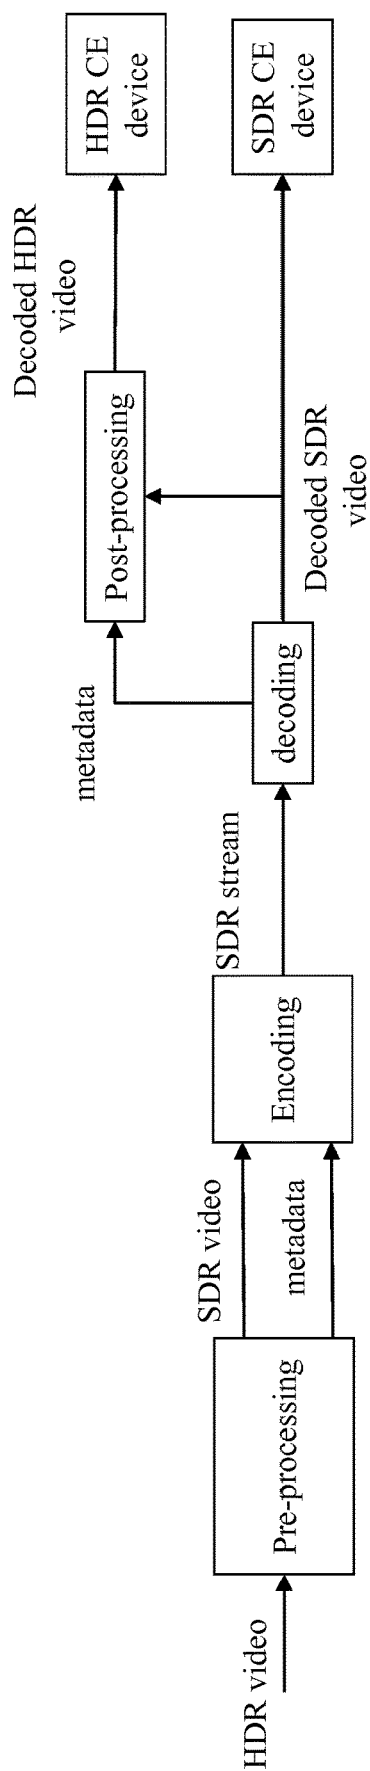 HDR video
Pre-processing
SDR video
metadata
Encoding
SDR stream
decoding
metadata
Post-processing
Decoded SDR
video
Decoded HDR
video
HDR CE
device
SDR CE
device